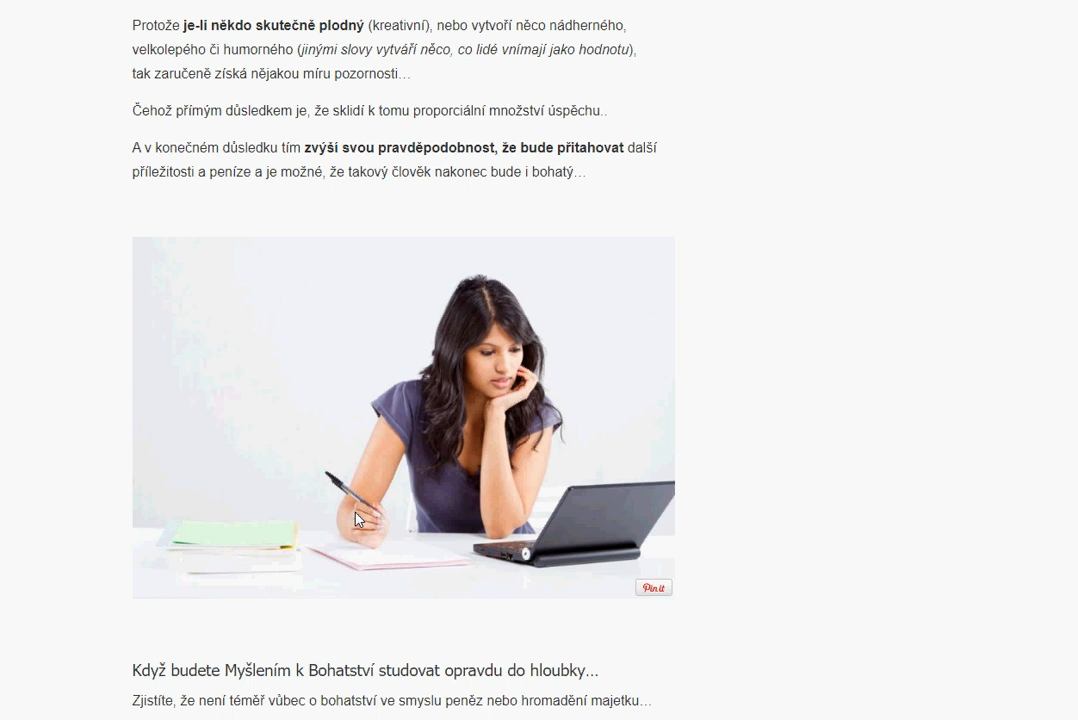 Protože je-li někdo skutečně plodný (kreativní), nebo vytvoří něco nádherného,
velkolepého či humorného (jinými slovy vytváří něco, co lidé vnímají jako hodnotu),
tak zaručeně získá nějakou míru pozornosti…
Čehož přímým důsledkem je, že sklidí k tomu proporciální množství úspěchu..
A v konečném důsledku tím zvýší svou pravděpodobnost, že bude přitahovat další
příležitosti a peníze a je možné, že takový člověk nakonec bude i bohatý…
Pin it
Když budete Myšlením k Bohatství studovat opravdu do hloubky…
Zjistíte, že není téměř vůbec o bohatství ve smyslu peněz nebo hromadění majetku…